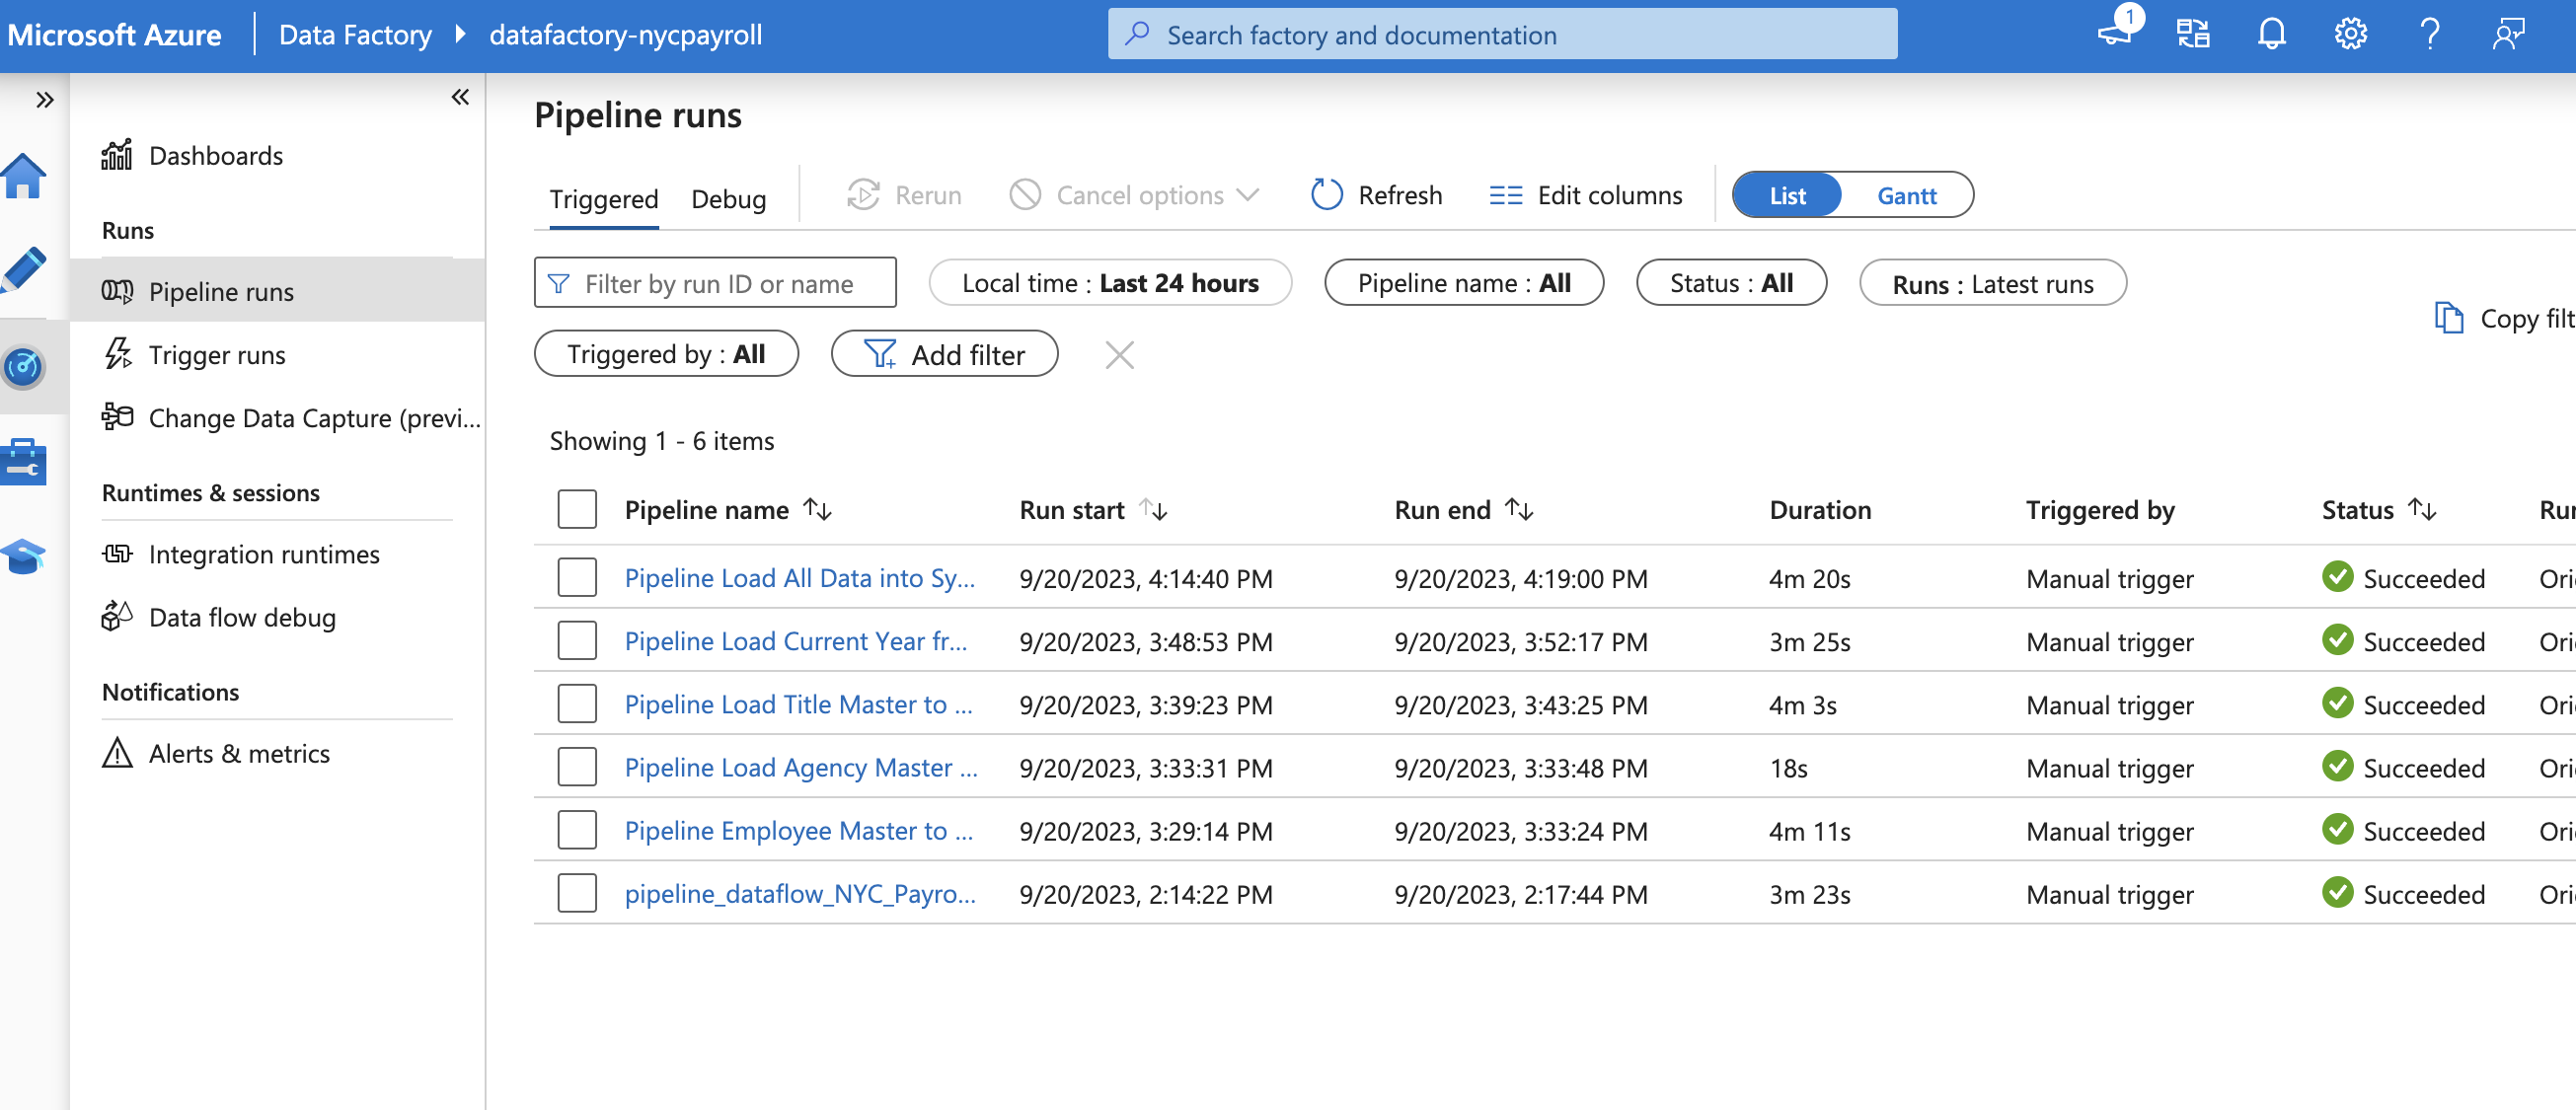 Microsoft Azure Data Factory datafactory-nycpayroll Search factory and documentation 1
Dashboards
Runs
Pipeline runs
Trigger runs
Change Data Capture (previ...
Runtimes & sessions
Integration runtimes
Data flow debug
Notifications
Alerts & metrics
Pipeline runs
Triggered Debug Rerun Cancel options Refresh Edit columns List Gantt
Filter by run ID or name Local time : Last 24 hours Pipeline name : All Status : All Runs : Latest runs
Copy filt
Triggered by : All Add filter
Showing 1 - 6 items
Pipeline name Run start Run end Duration Triggered by Status Run
Pipeline Load All Data into Sy... 9/20/2023, 4:14:40 PM 9/20/2023, 4:19:00 PM 4m 20s Manual trigger Succeeded Ori
Pipeline Load Current Year fr... 9/20/2023, 3:48:53 PM 9/20/2023, 3:52:17 PM 3m 25s Manual trigger Succeeded Ori
Pipeline Load Title Master to ... 9/20/2023, 3:39:23 PM 9/20/2023, 3:43:25 PM 4m 3s Manual trigger Succeeded Ori
Pipeline Load Agency Master ... 9/20/2023, 3:33:31 PM 9/20/2023, 3:33:48 PM 18s Manual trigger Succeeded Ori
Pipeline Employee Master to ... 9/20/2023, 3:29:14 PM 9/20/2023, 3:33:24 PM 4m 11s Manual trigger Succeeded Ori
pipeline_dataflow_NYC_Payro... 9/20/2023, 2:14:22 PM 9/20/2023, 2:17:44 PM 3m 23s Manual trigger Succeeded Ori